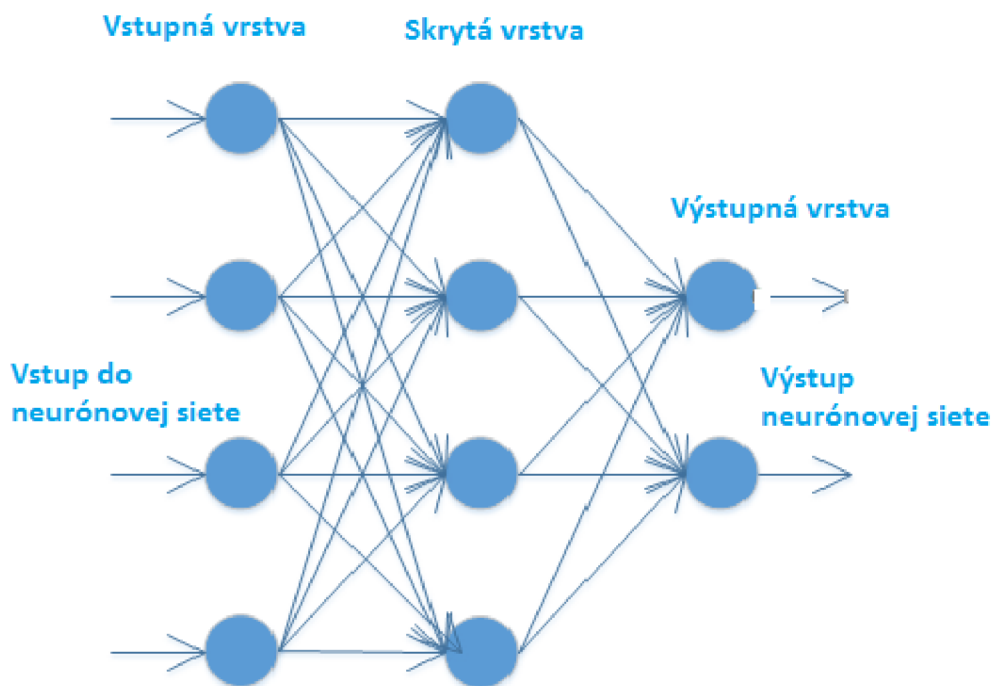 Vstupná vrstva
Skrytá vrstva
Výstupná vrstva
Vstup do
neurónovej siete
Výstup
neurónovej siete